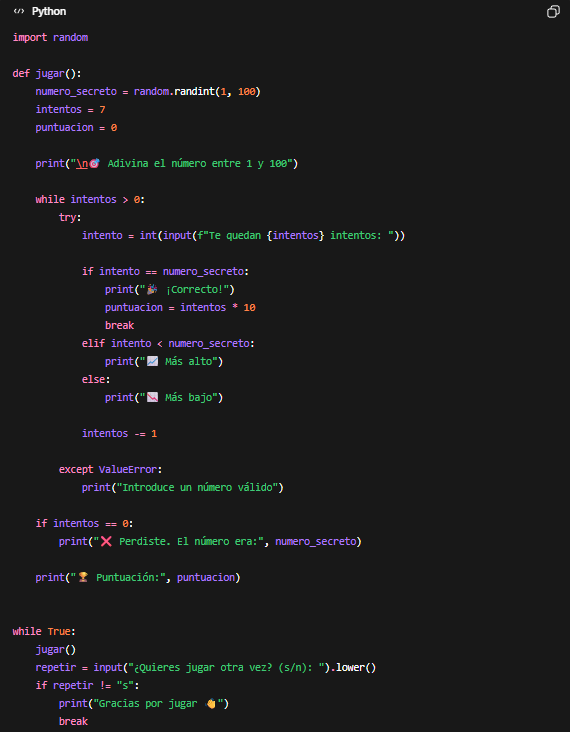 Python
import random
def jugar():
    numero_secreto = random.randint(1, 100)
    intentos = 7
    puntuacion = 0
    print("\n🎯 Adivina el número entre 1 y 100")
    while intentos > 0:
        try:
            intento = int(input(f"Te quedan {intentos} intentos: "))
            if intento == numero_secreto:
                print("🎉 ¡Correcto!")
                puntuacion = intentos * 10
                break
            elif intento < numero_secreto:
                print("📈 Más alto")
            else:
                print("📉 Más bajo")
            intentos -= 1
        except ValueError:
            print("Introduce un número válido")
    if intentos == 0:
        print("❌ Perdiste. El número era:", numero_secreto)
    print("🏆 Puntuación:", puntuacion)
while True:
    jugar()
    repetir = input("¿Quieres jugar otra vez? (s/n): ").lower()
    if repetir != "s":
        print("Gracias por jugar 👋")
        break